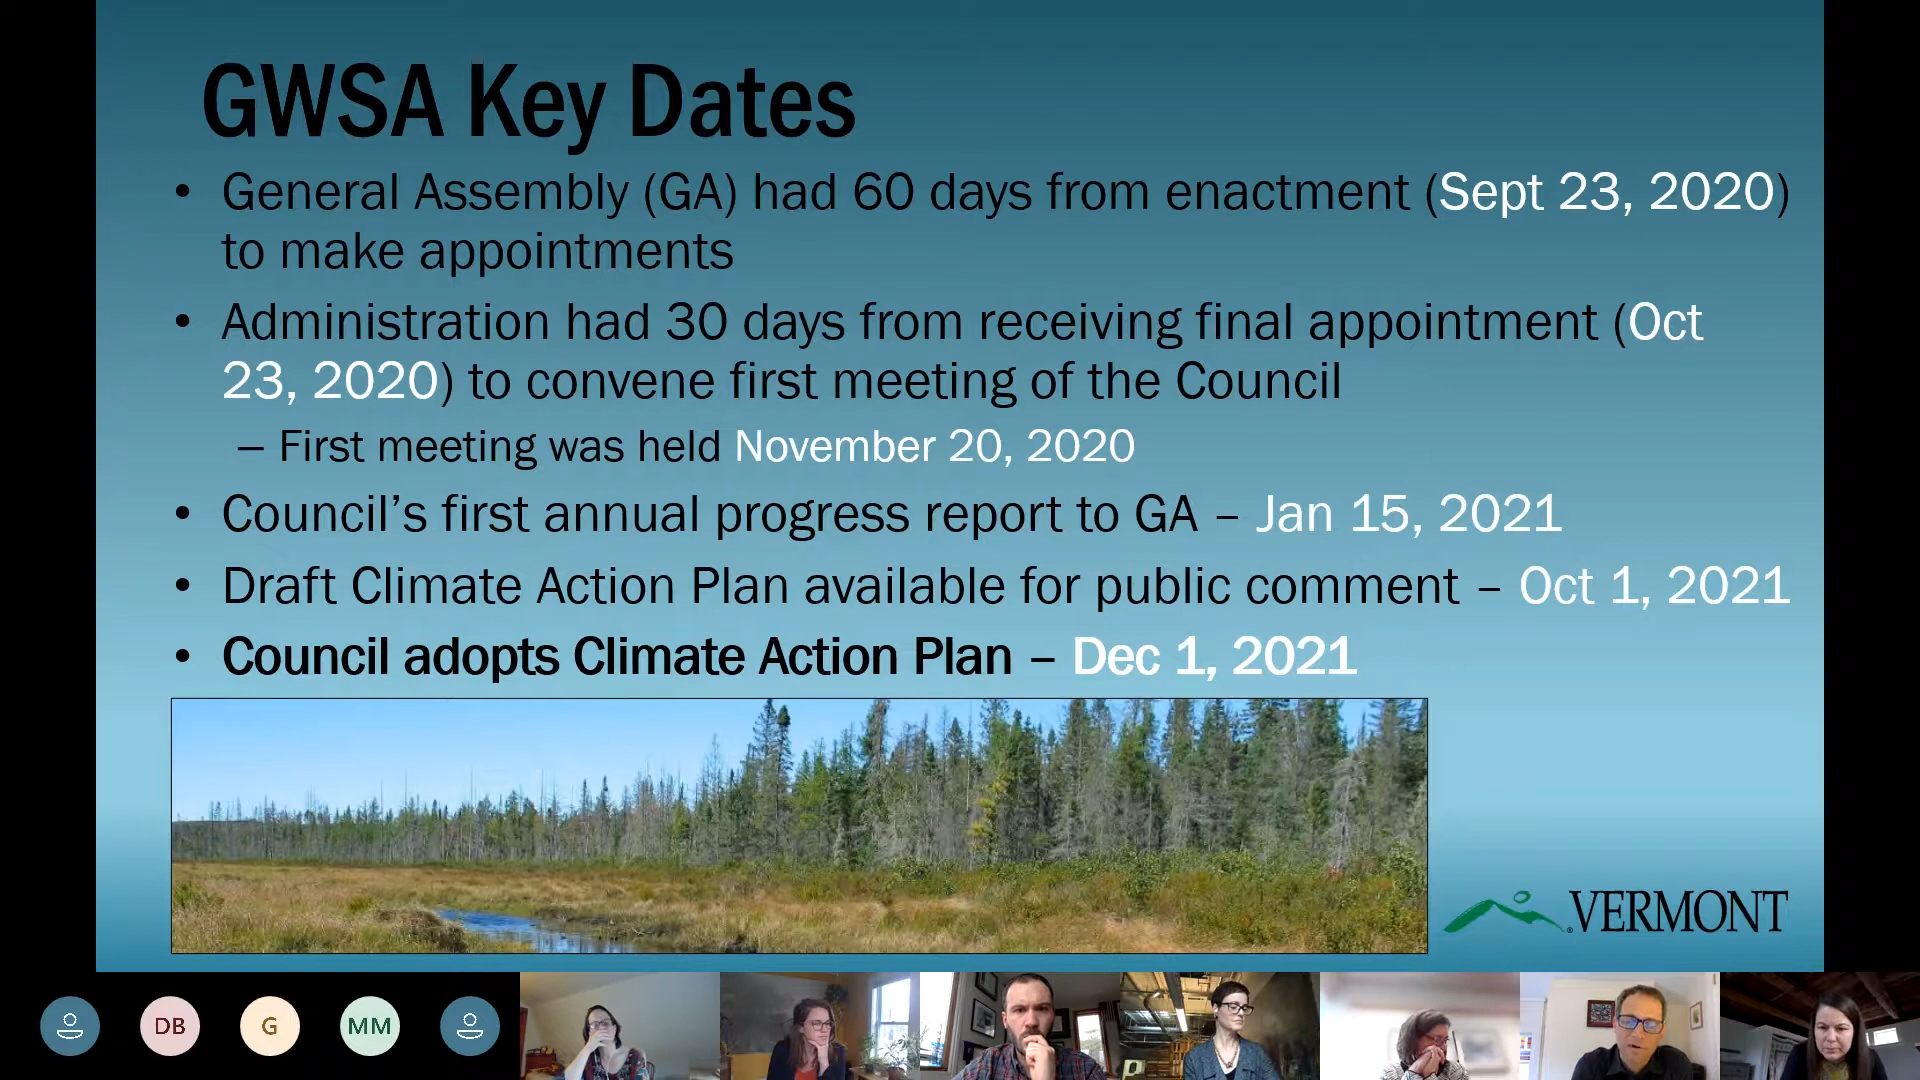 GWSA Key Dates
• General Assembly (GA) had 60 days from enactment (Sept 23, 2020)
to make appointments
• Administration had 30 days from receiving final appointment (Oct
23, 2020) to convene first meeting of the Council
– First meeting was held November 20, 2020
• Council’s first annual progress report to GA – Jan 15, 2021
• Draft Climate Action Plan available for public comment – Oct 1, 2021
• Council adopts Climate Action Plan – Dec 1, 2021
VERMONT
DB
G
MM